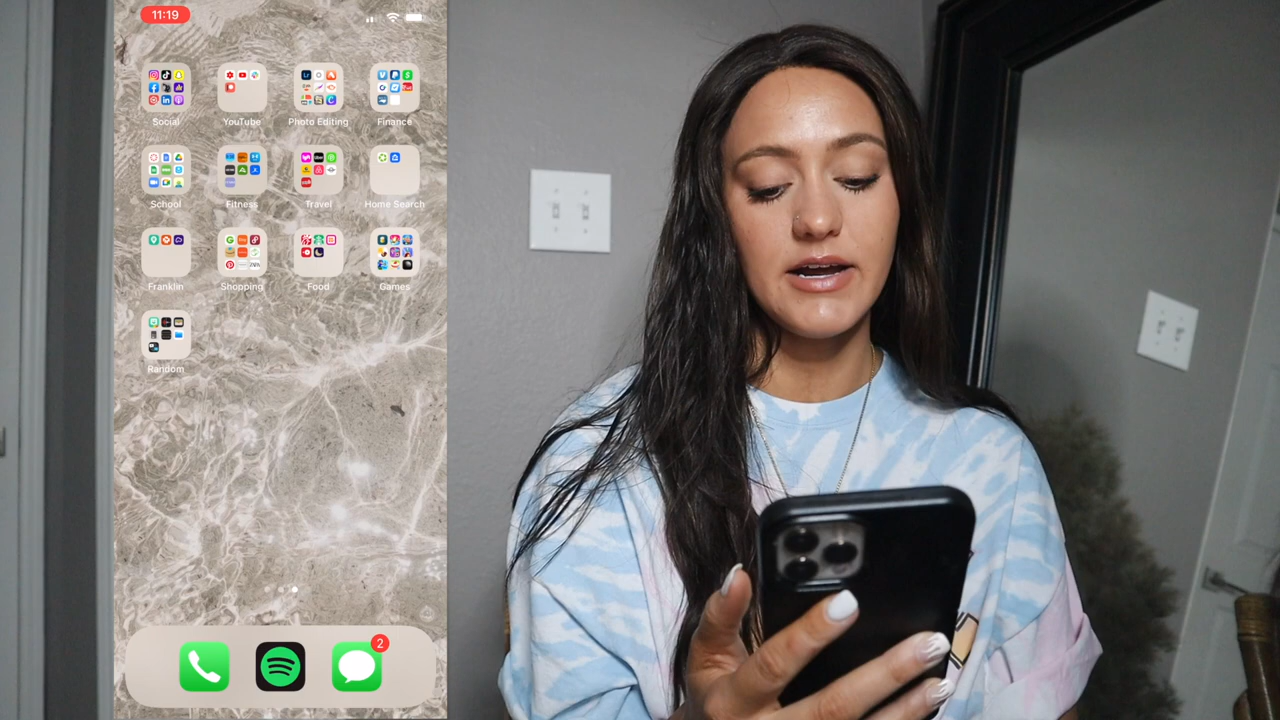 11:19
Social
YouTube
Photo Editing
Finance
School
Fitness
Travel
Home Search
Franklin
Shopping
Food
Games
Random
2